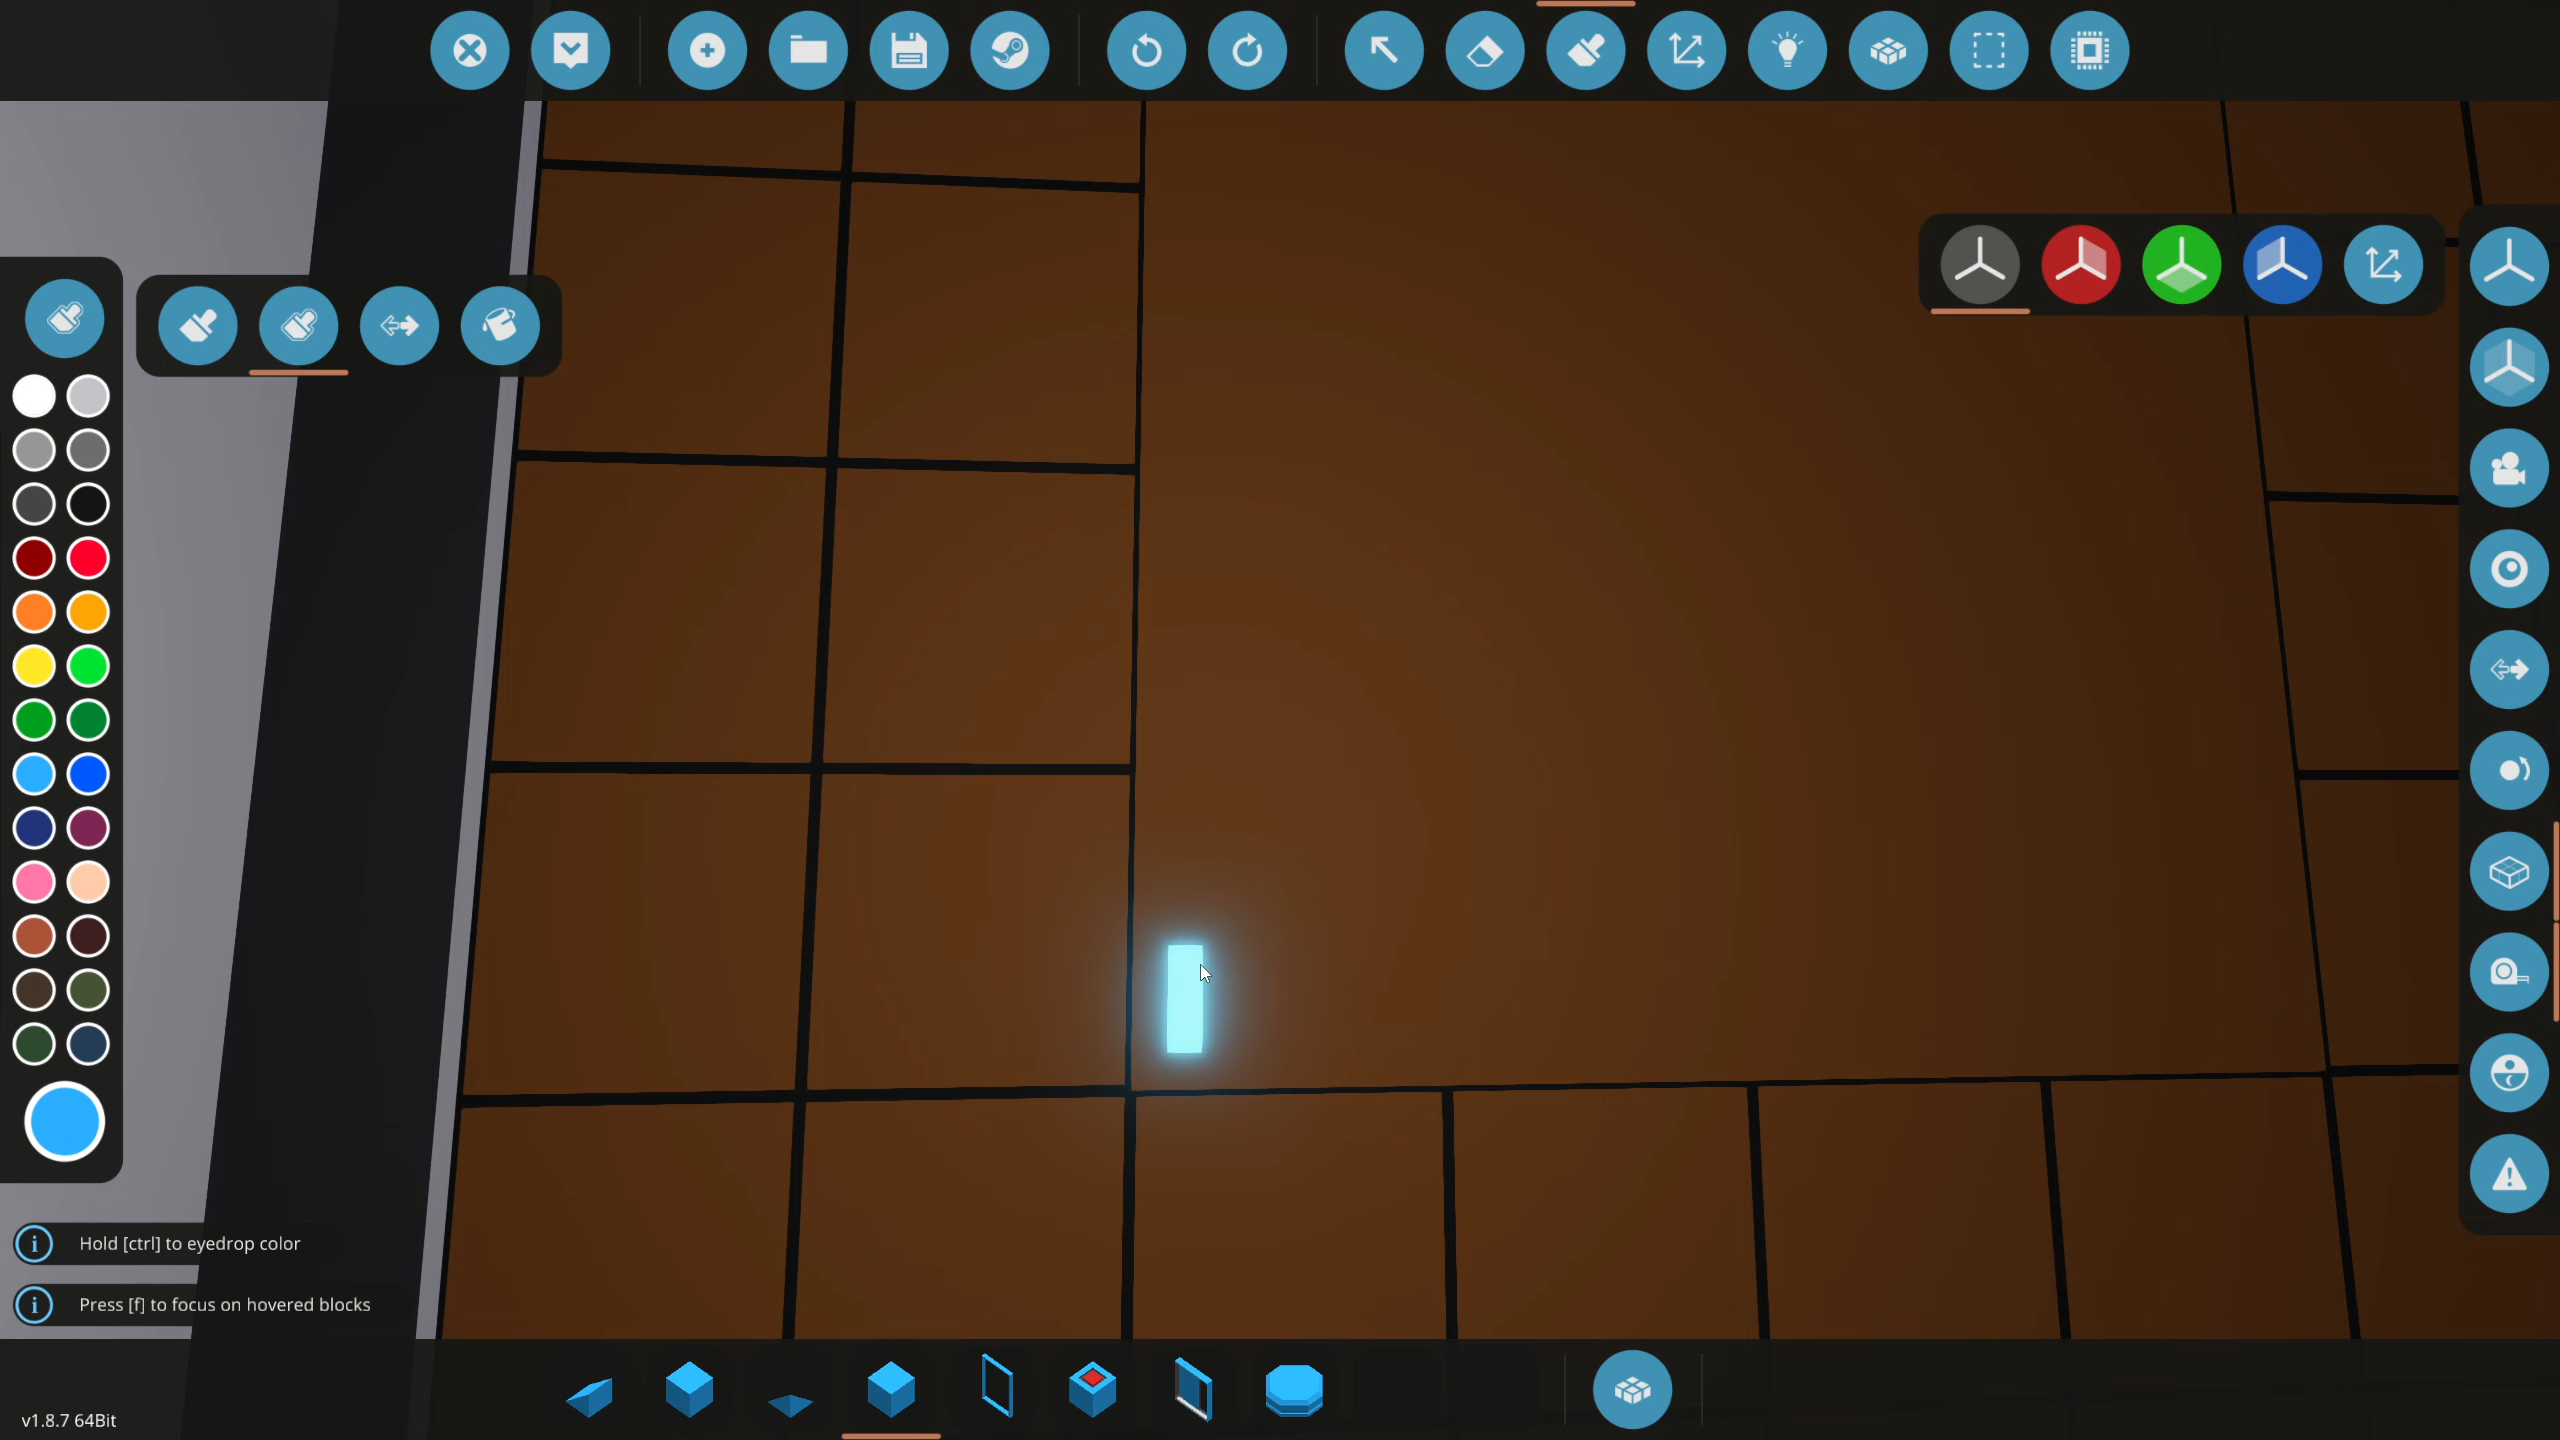 Hold [ctrl] to eyedrop color
Press [f] to focus on hovered blocks
v1.8.7 64Bit